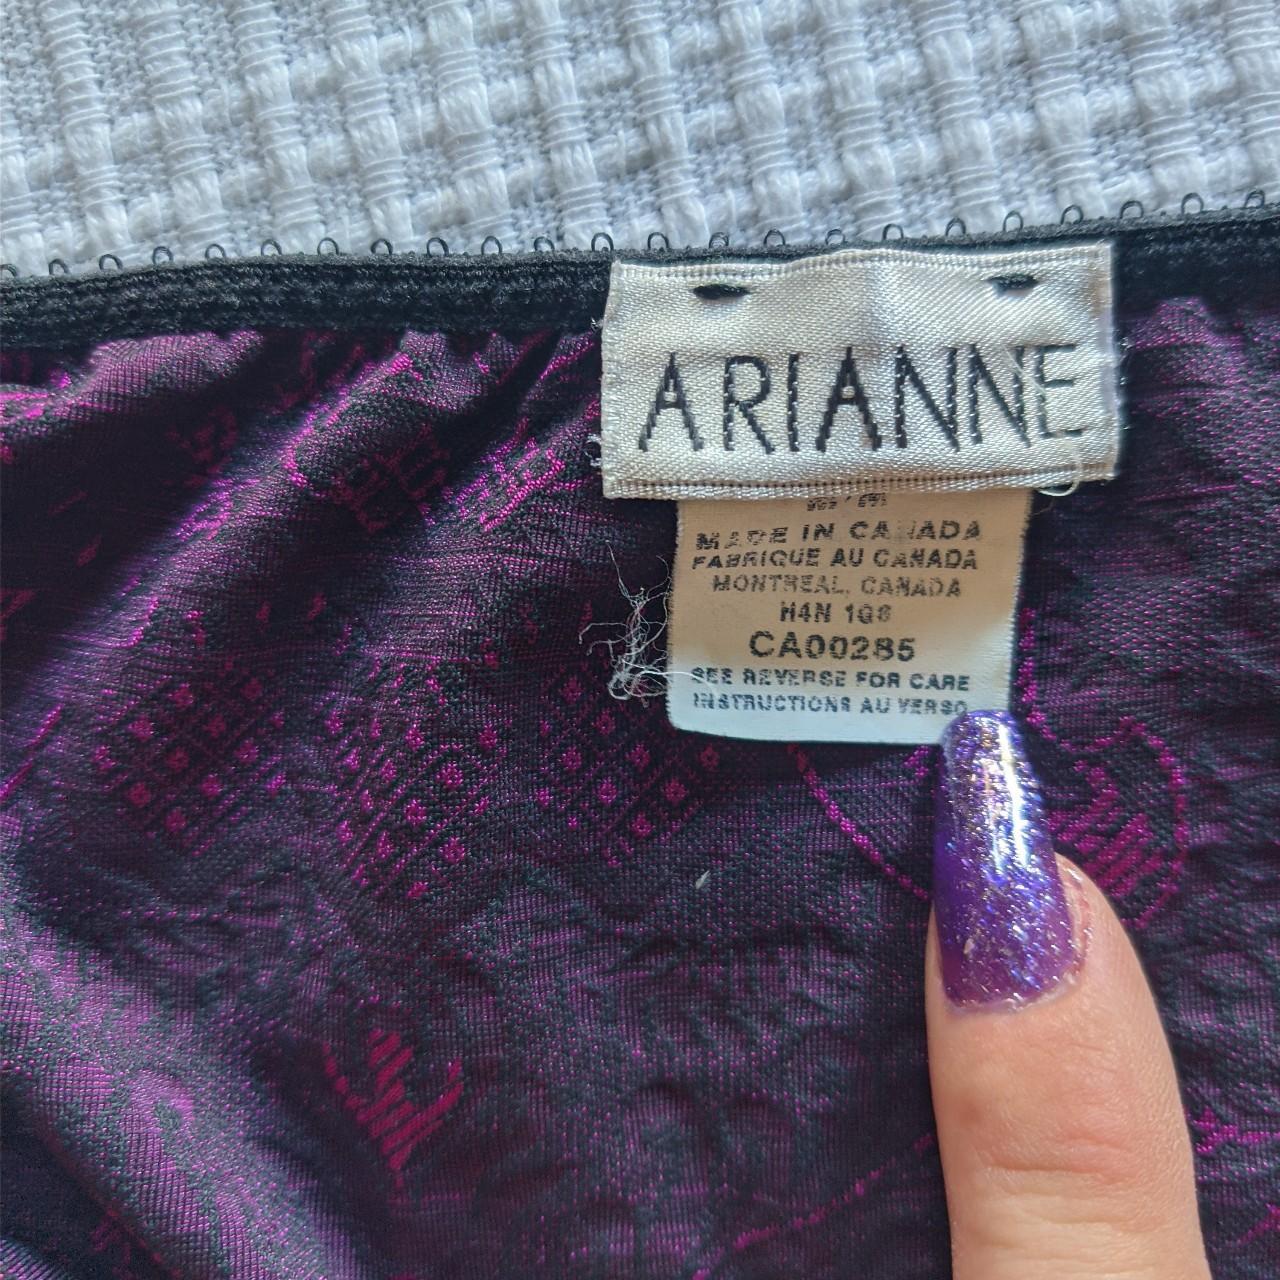 ARIANNE
MADE IN CANADA
FABRIQUE AU CANADA
MONTREAL, CANADA
H4N 1G8
CA00285
SEE REVERSE FOR CARE
INSTRUCTIONS AU VERSO